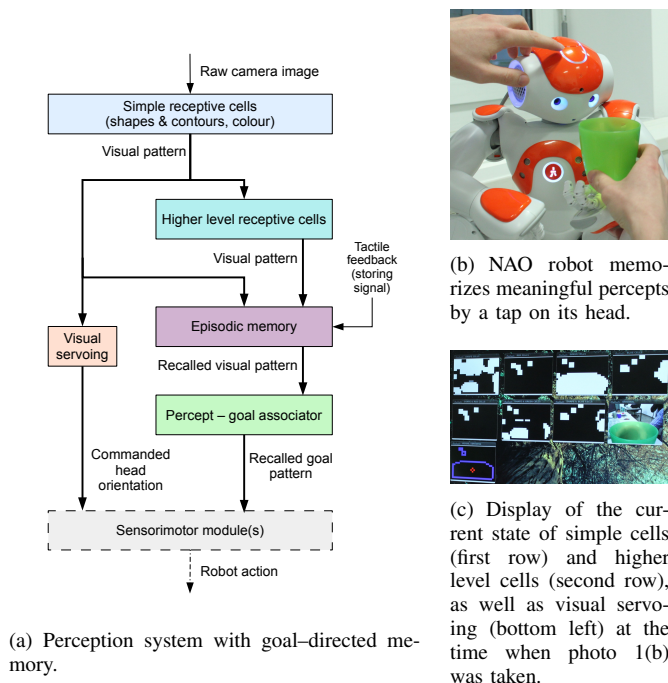 Raw camera image
Simple receptive cells
(shapes & contours, colour)
Visual pattern
Higher level receptive cells
Visual pattern
Tactile
feedback
(storing
signal)
Episodic memory
Visual
servoing
Recalled visual pattern
Percept – goal associator
Commanded
head
orientation
Recalled goal
pattern
Sensorimotor module(s)
Robot action
(a) Perception system with goal–directed me-
mory.
(b) NAO robot memo-
rizes meaningful percepts
by a tap on its head.
(c) Display of the cur-
rent state of simple cells
(first row) and higher
level cells (second row),
as well as visual servo-
ing (bottom left) at the
time when photo 1(b)
was taken.